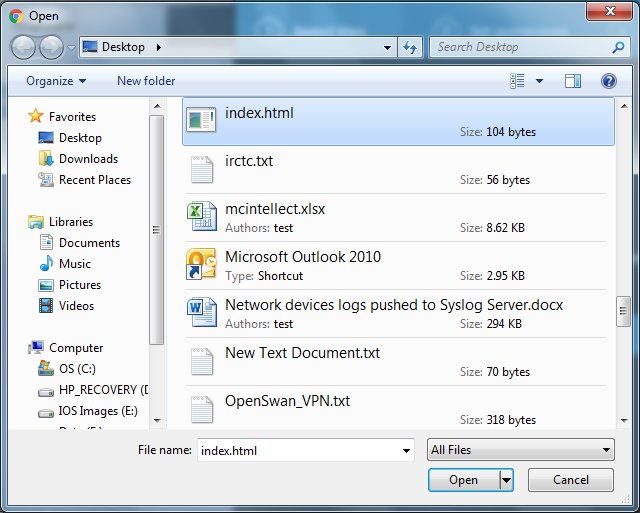 Open
Desktop
Search Desktop
Organize
New folder
Favorites
Desktop
Downloads
Recent Places
Libraries
Documents
Music
Pictures
Videos
Computer
OS (C:)
HP_RECOVERY (D
IOS Images (E:)
index.html
Size: 104 bytes
irctc.txt
Size: 56 bytes
mcintellect.xlsx
Authors: test
Size: 8.62 KB
Microsoft Outlook 2010
Type: Shortcut
Size: 2.95 KB
Network devices logs pushed to Syslog Server.docx
Authors: test
Size: 294 KB
New Text Document.txt
Size: 70 bytes
OpenSwan_VPN.txt
Size: 318 bytes
File name: index.html
All Files
Open
Cancel